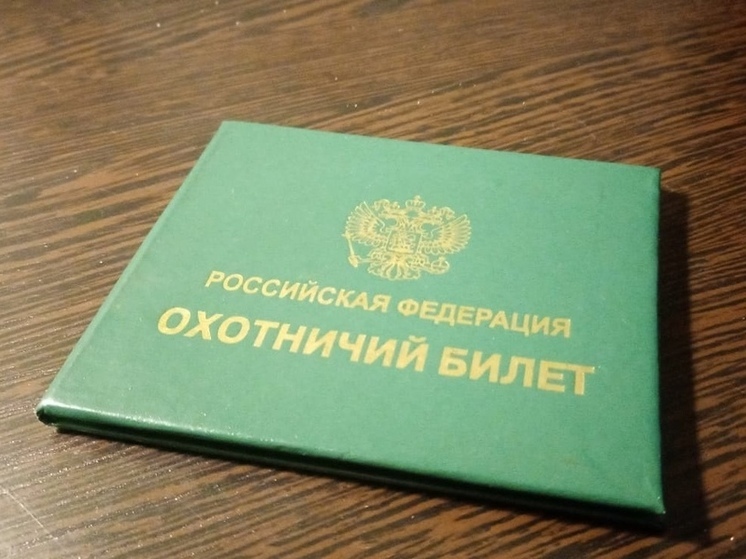 РОССИЙСКАЯ ФЕДЕРАЦИЯ
ОХОТНИЧИЙ БИЛЕТ